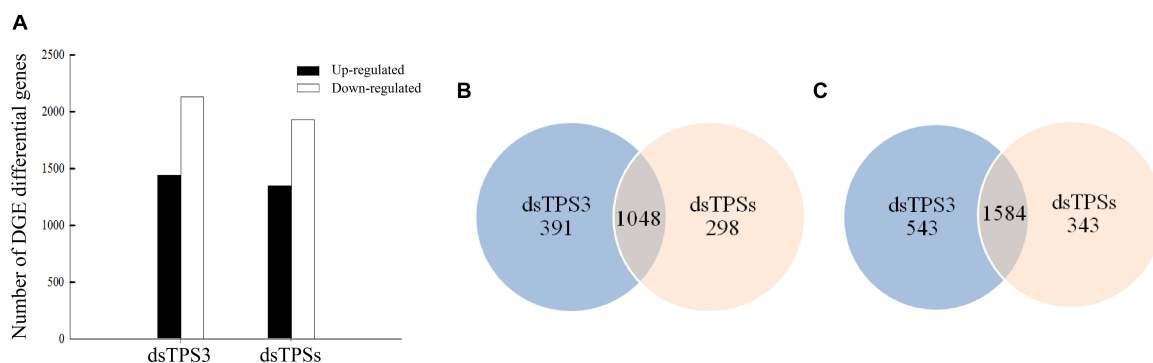 A
Number of DGE differential genes
2500
2000
1500
1000
500
0
dsTPS3
dsTPSs
Up-regulated
Down-regulated
B
dsTPS3
391
1048
dsTPSs
298
C
dsTPS3
543
1584
dsTPSs
343